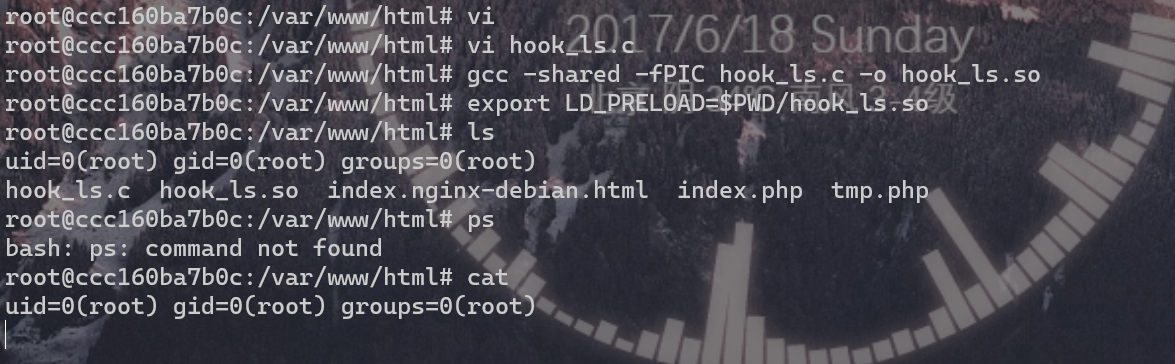 root@ccc160ba7b0c:/var/www/html# vi
root@ccc160ba7b0c:/var/www/html# vi hook_ls.c
2017/6/18 Sunday
root@ccc160ba7b0c:/var/www/html# gcc -shared -fPIC hook_ls.c -o hook_ls.so
root@ccc160ba7b0c:/var/www/html# export LD_PRELOAD=$PWD/hook_ls.so
root@ccc160ba7b0c:/var/www/html# ls
uid=0(root) gid=0(root) groups=0(root)
hook_ls.c  hook_ls.so  index.nginx-debian.html  index.php  tmp.php
root@ccc160ba7b0c:/var/www/html# ps
bash: ps: command not found
root@ccc160ba7b0c:/var/www/html# cat
uid=0(root) gid=0(root) groups=0(root)